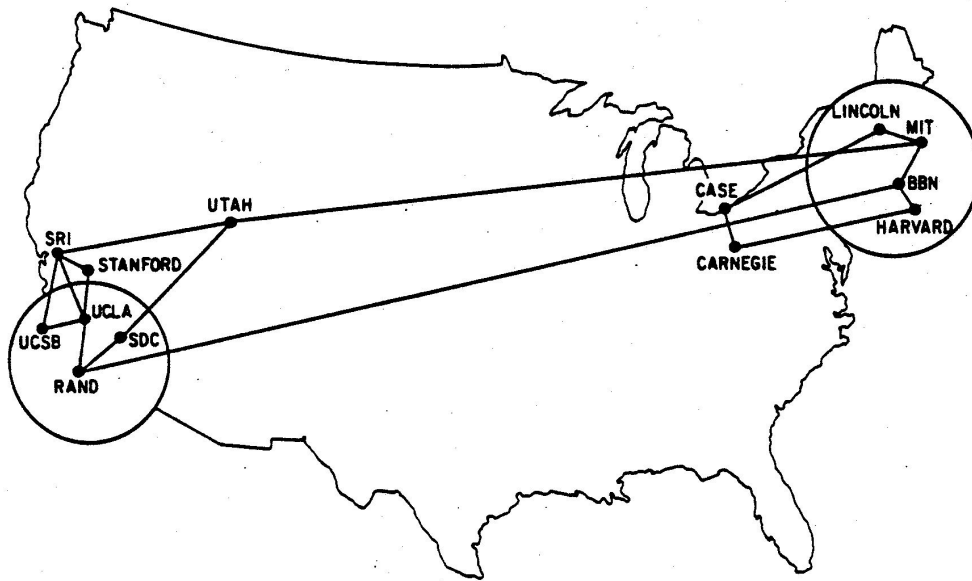 LINCOLN
MIT
BBN
CASE
HARVARD
UTAH
SRI
STANFORD
CARNEGIE
UCLA
UCSB
SDC
RAND